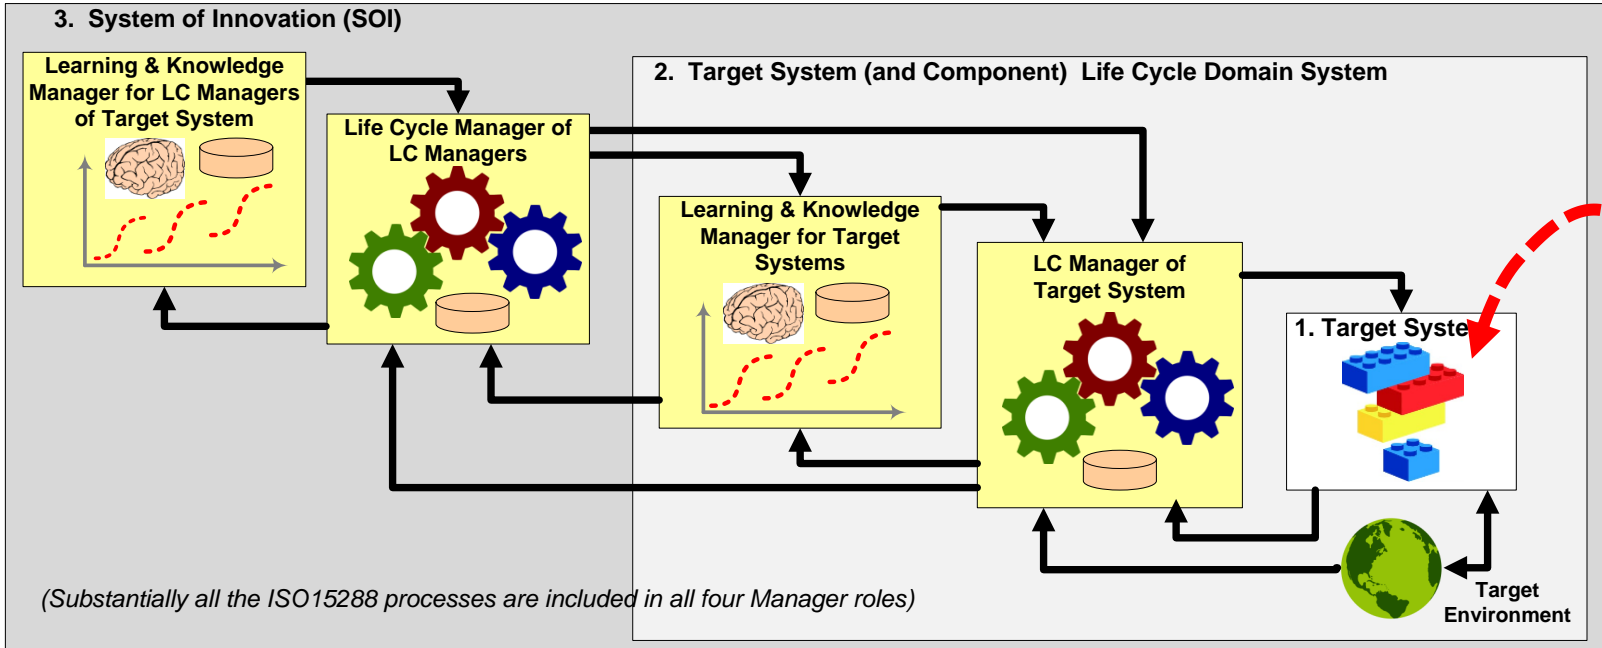 3. System of Innovation (SOI)
Learning & Knowledge
Manager for LC Managers
of Target System
2. Target System (and Component) Life Cycle Domain System
Life Cycle Manager of
LC Managers
Learning & Knowledge
Manager for Target
Systems
LC Manager of
Target System
1. Target Syste
Target
Environment
(Substantially all the ISO15288 processes are included in all four Manager roles)